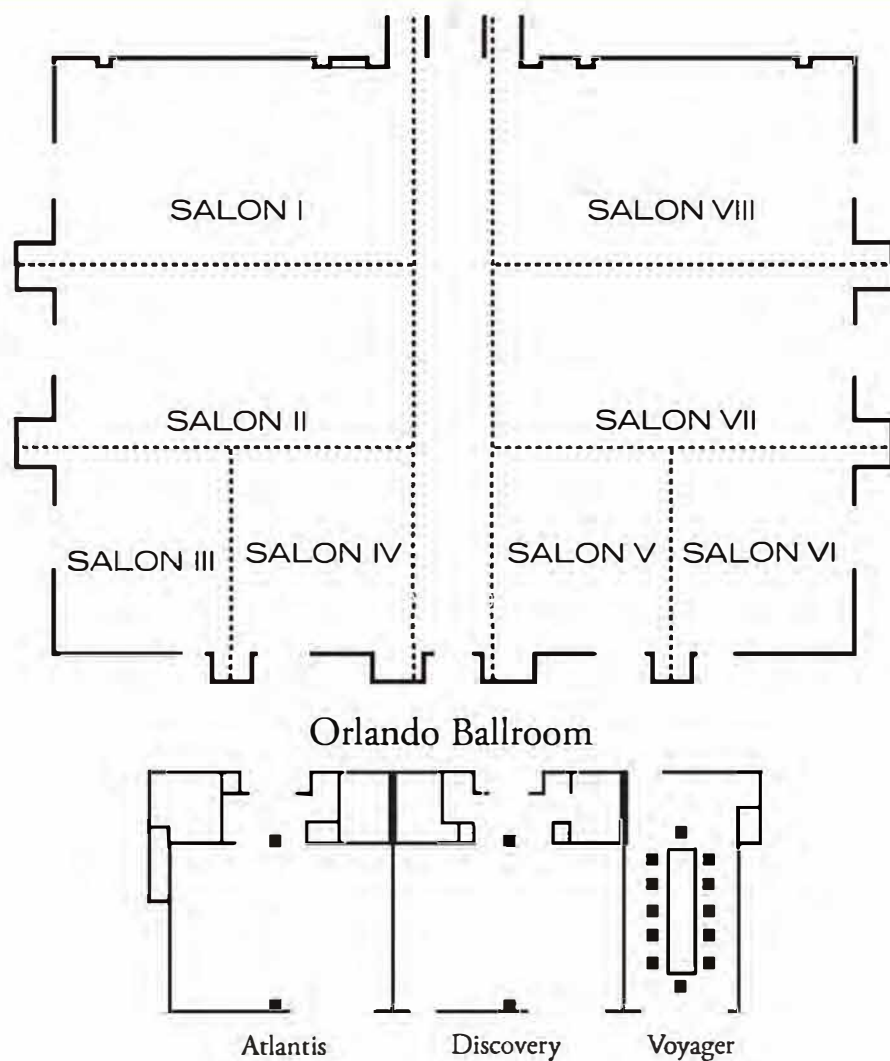 SALON I
SALON VIII
SALON II
SALON VII
SALON III
SALON IV
SALON V
SALON VI
Orlando Ballroom
Atlantis
Discovery
Voyager